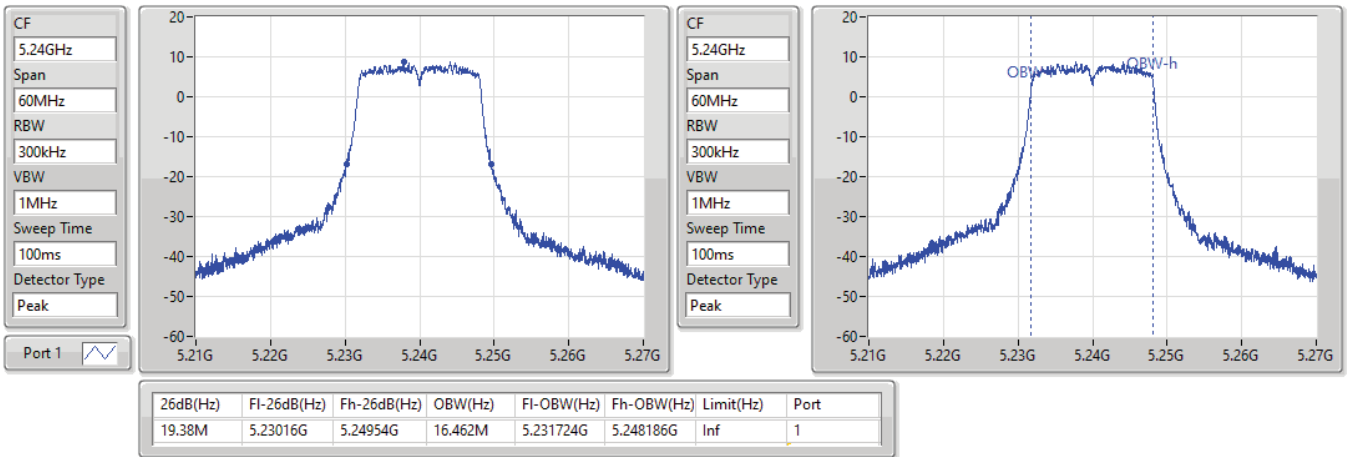 CF
5.24GHz
Span
60MHz
RBW
300kHz
VBW
1MHz
Sweep Time
100ms
Detector Type
Peak
Port 1
20
10
0
-10
-20
-30
-40
-50
-60
5.21G 5.22G 5.23G 5.24G 5.25G 5.26G 5.27G
CF
5.24GHz
Span
60MHz
RBW
300kHz
VBW
1MHz
Sweep Time
100ms
Detector Type
Peak
20
10
0
-10
-20
-30
-40
-50
-60
OBW-h
5.21G 5.22G 5.23G 5.24G 5.25G 5.26G 5.27G
26dB(Hz) Fl-26dB(Hz) Fh-26dB(Hz) OBW(Hz) Fl-OBW(Hz) Fh-OBW(Hz) Limit(Hz) Port
19.38M 5.23016G 5.24954G 16.462M 5.231724G 5.248186G Inf 1